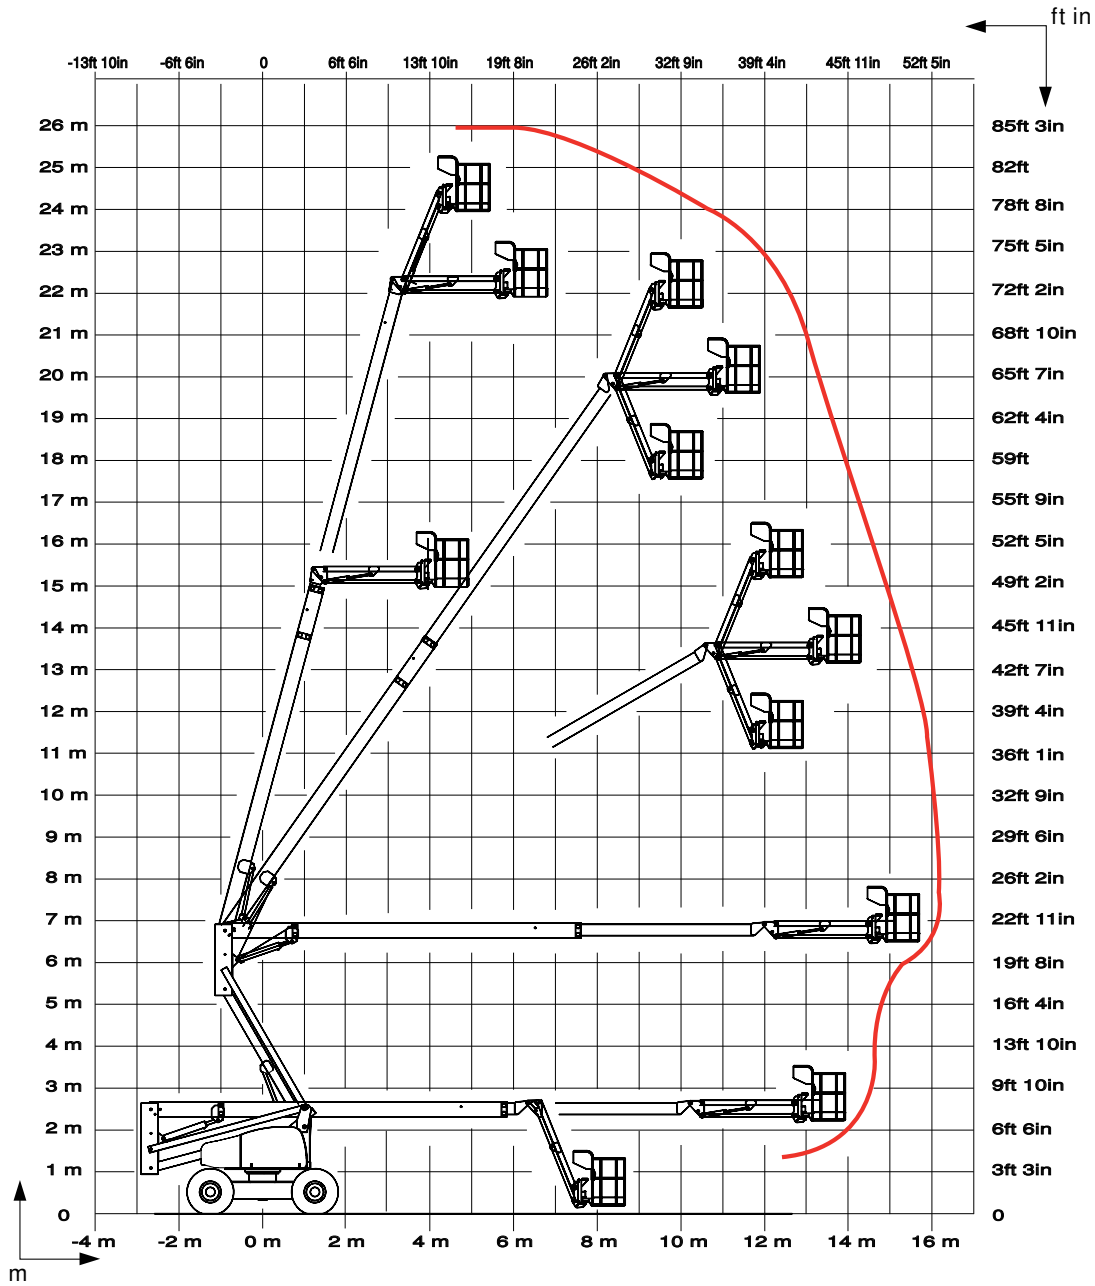 ft in
-13ft 10in -6ft 6in 0 6ft 6in 13ft 10in 19ft 8in 26ft 2in 32ft 9in 39ft 4in 45ft 11in 52ft 5in
26 m 85ft 3in
25 m 82ft
24 m 78ft 8in
23 m 75ft 5in
22 m 72ft 2in
21 m 68ft 10in
20 m 65ft 7in
19 m 62ft 4in
18 m 59ft
17 m 55ft 9in
16 m 52ft 5in
15 m 49ft 2in
14 m 45ft 11in
13 m 42ft 7in
12 m 39ft 4in
11 m 36ft 1in
10 m 32ft 9in
9 m 29ft 6in
8 m 26ft 2in
7 m 22ft 11in
6 m 19ft 8in
5 m 16ft 4in
4 m 13ft 10in
3 m 9ft 10in
2 m 6ft 6in
1 m 3ft 3in
0 0
-4 m -2 m 0 m 2 m 4 m 6 m 8 m 10 m 12 m 14 m 16 m
m